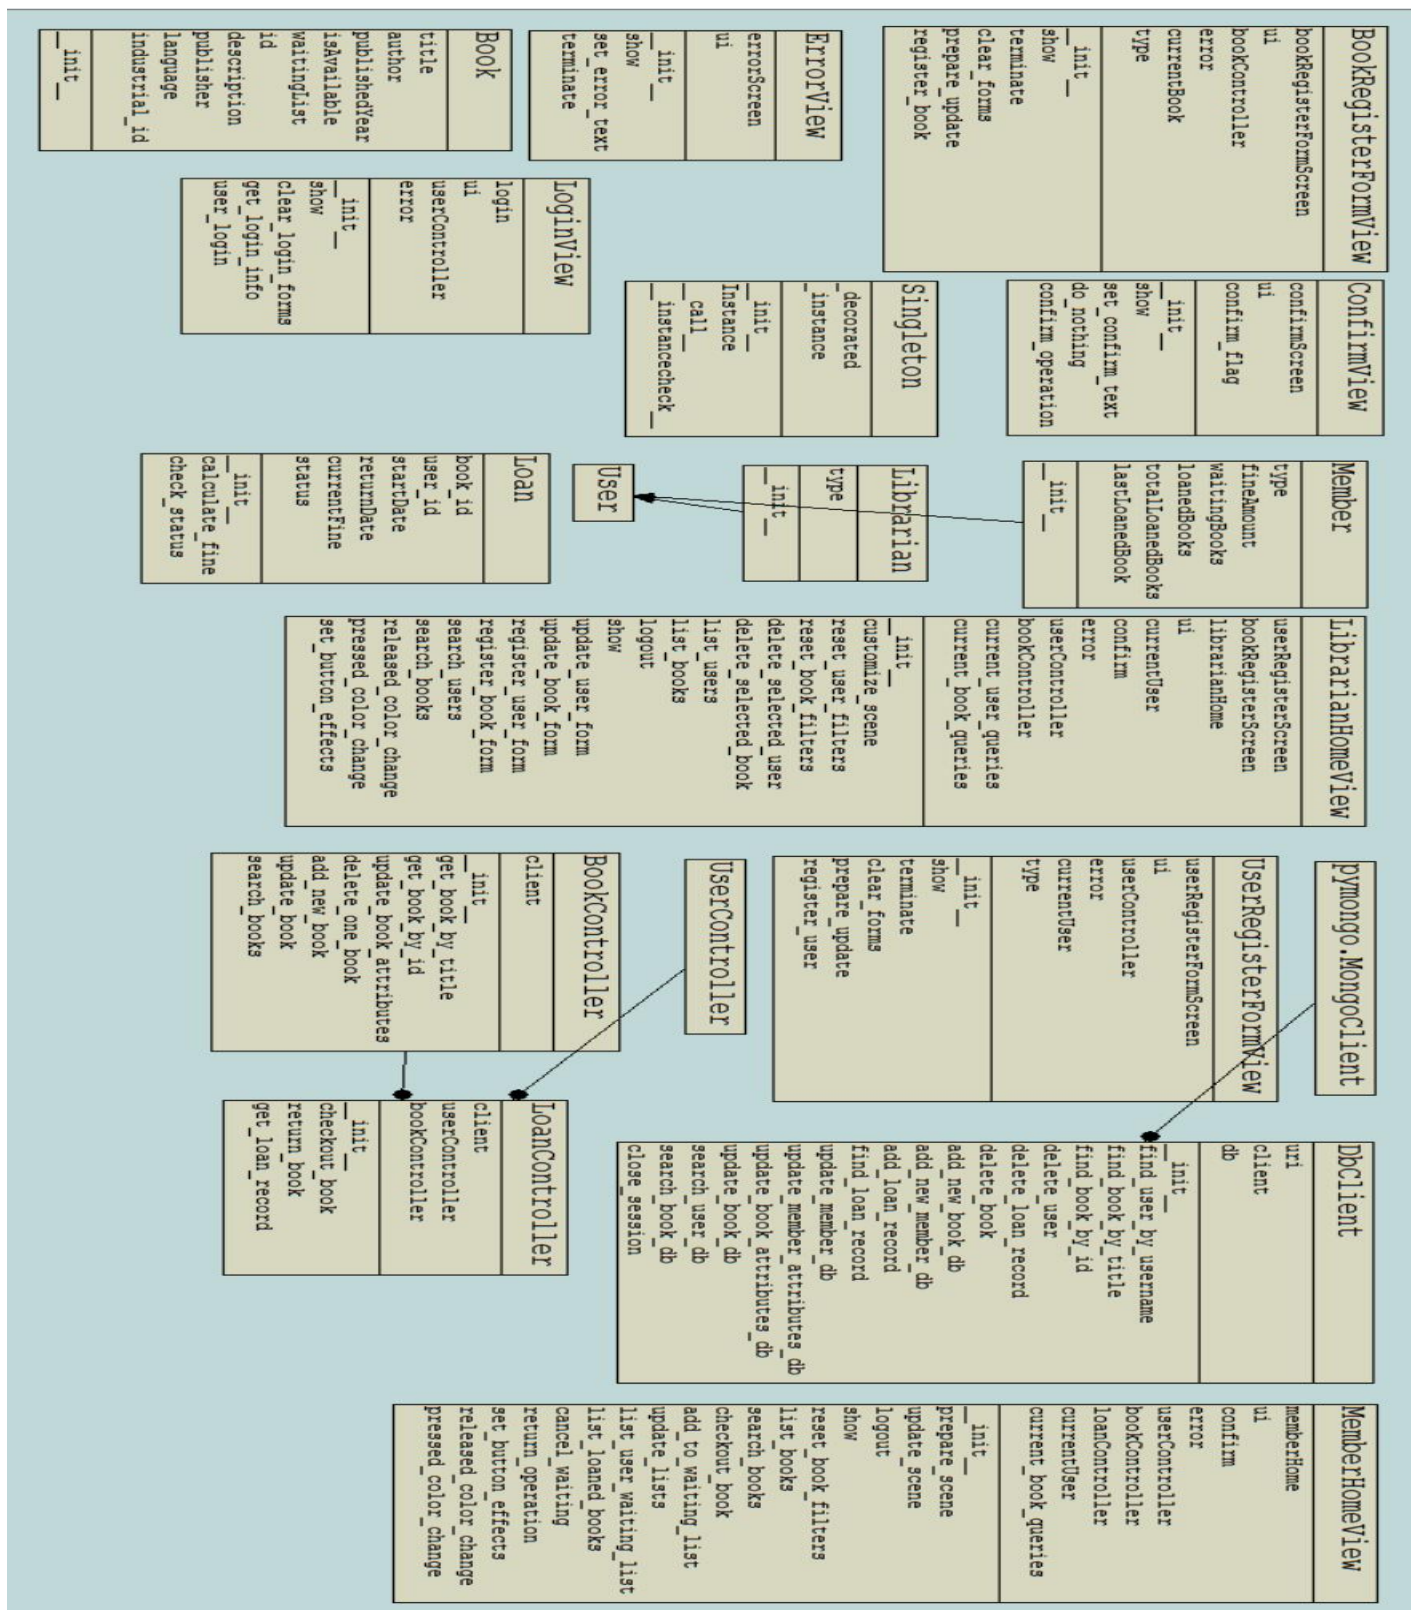 BookRegisterFormView
bookRegisterFormScreen
ui
bookController
error
currentBook
type
__init__
show
terminate
clear_forms
prepare_update
register_book
ConfirmView
confirmScreen
ui
confirm_flag
__init__
show
set_confirm_text
do_nothing
confirm_operation
Member
type
fineAmount
waitingBooks
loanedBooks
totalLoanedBooks
lastLoanedBook
__init__
LibrarianHomeView
userRegisterScreen
bookRegisterScreen
librarianHome
ui
currentUser
confirm
error
userController
bookController
current_user_queries
current_book_queries
__init__
customize_scene
reset_user_filters
reset_book_filters
delete_selected_user
delete_selected_book
list_users
list_books
logout
show
update_user_form
update_book_form
register_user_form
register_book_form
search_users
search_books
released_color_change
pressed_color_change
set_button_effects
pymongo.MongoClient
UserRegisterFormView
userRegisterFormScreen
ui
userController
error
currentUser
type
__init__
show
terminate
clear_forms
prepare_update
register_user
DbClient
uri
client
db
__init__
find_user_by_username
find_book_by_title
find_book_by_id
delete_user
delete_loan_record
delete_book
add_new_book_db
add_new_member_db
add_loan_record
find_loan_record
update_member_db
update_member_attributes_db
update_book_attributes_db
update_book_db
search_user_db
search_book_db
close_session
MemberHomeView
memberHome
ui
confirm
error
userController
bookController
loanController
currentUser
current_book_queries
__init__
prepare_scene
update_scene
logout
show
reset_book_filters
list_books
search_books
checkout_book
add_to_waiting_list
update_lists
list_user_waiting_list
list_loaned_books
cancel_waiting
return_operation
set_button_effects
released_color_change
pressed_color_change
ErrorView
errorScreen
ui
__init__
show
set_error_text
terminate
Singleton
_decorated
_instance
__init__
Instance
__call__
__instancecheck__
Librarian
type
__init__
User
UserController
Book
title
author
publishedYear
isAvailable
waitingList
id
description
publisher
language
industrial_id
__init__
LoginView
login
ui
userController
error
__init__
show
clear_login_forms
get_login_info
user_login
Loan
book_id
user_id
startDate
returnDate
currentFine
status
__init__
calculate_fine
check_status
BookController
client
__init__
get_book_by_title
get_book_by_id
update_book_attributes
delete_one_book
add_new_book
update_book
search_books
LoanController
client
userController
bookController
__init__
checkout_book
return_book
get_loan_record